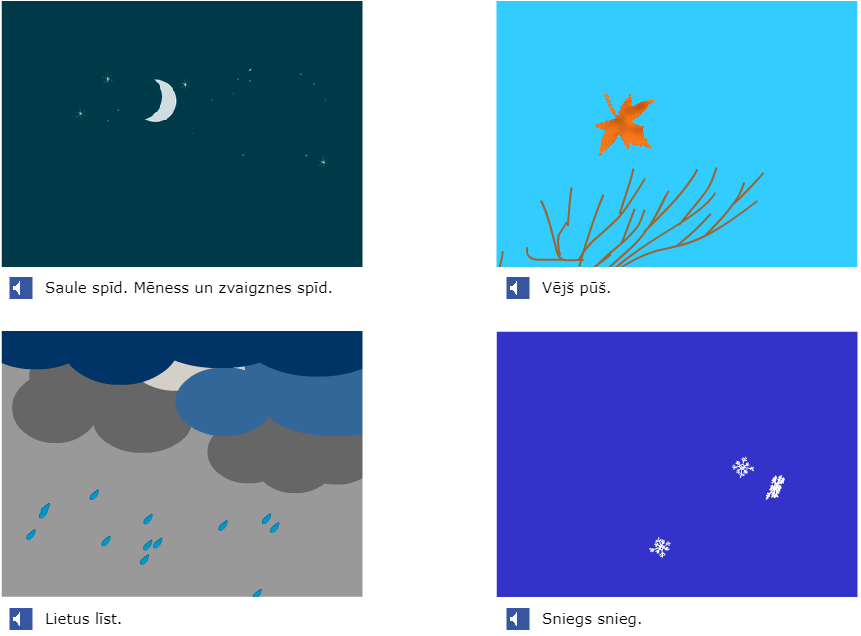 Saule spīd. Mēness un zvaigznes spīd.
Vējš pūš.
Lietus līst.
Sniegs snieg.